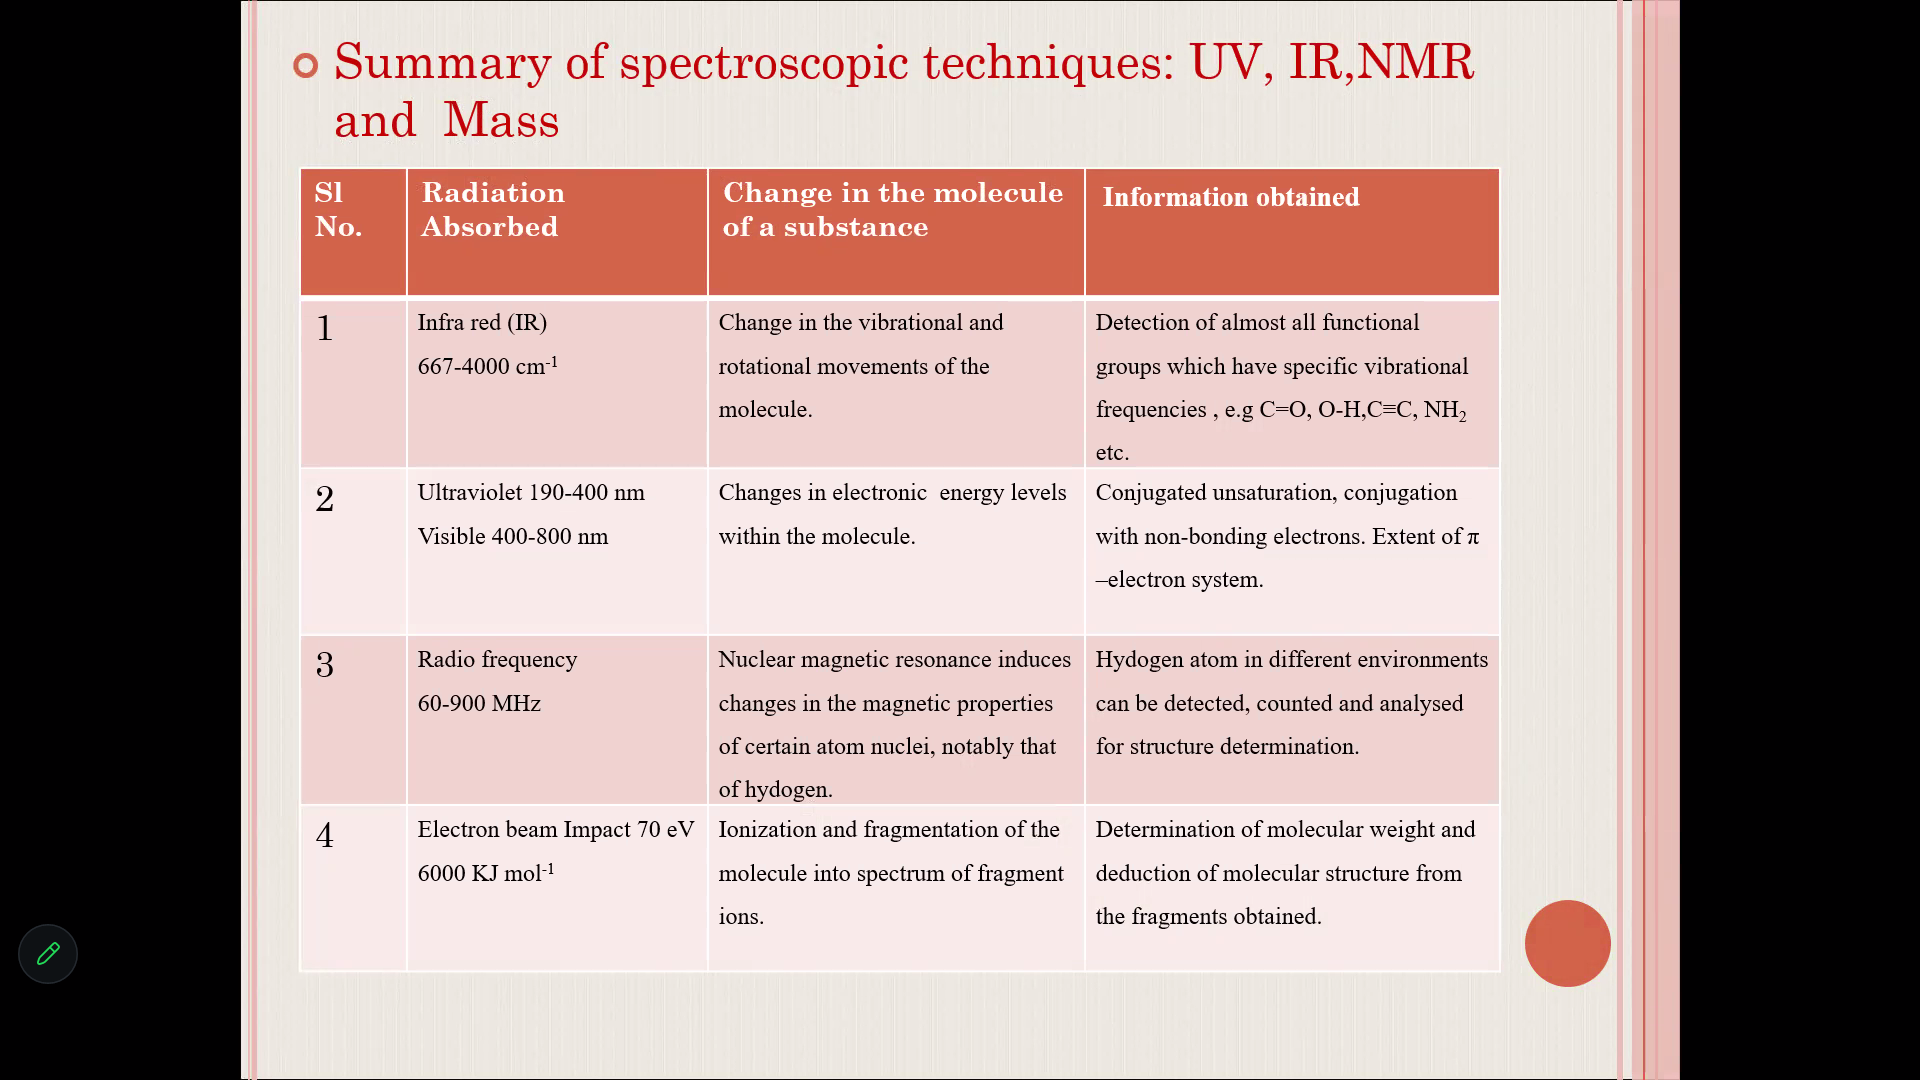 Summary of spectroscopic techniques: UV, IR,NMR
and  Mass
Sl
No.
Radiation
Absorbed
Change in the molecule
of a substance
Information obtained
1
Infra red (IR)
667-4000 cm⁻¹
Change in the vibrational and
rotational movements of the
molecule.
Detection of almost all functional
groups which have specific vibrational
frequencies , e.g C=O, O-H,C≡C, NH₂
etc.
2
Ultraviolet 190-400 nm
Visible 400-800 nm
Changes in electronic  energy levels
within the molecule.
Conjugated unsaturation, conjugation
with non-bonding electrons. Extent of π
–electron system.
3
Radio frequency
60-900 MHz
Nuclear magnetic resonance induces
changes in the magnetic properties
of certain atom nuclei, notably that
of hydogen.
Hydogen atom in different environments
can be detected, counted and analysed
for structure determination.
4
Electron beam Impact 70 eV
6000 KJ mol⁻¹
Ionization and fragmentation of the
molecule into spectrum of fragment
ions.
Determination of molecular weight and
deduction of molecular structure from
the fragments obtained.